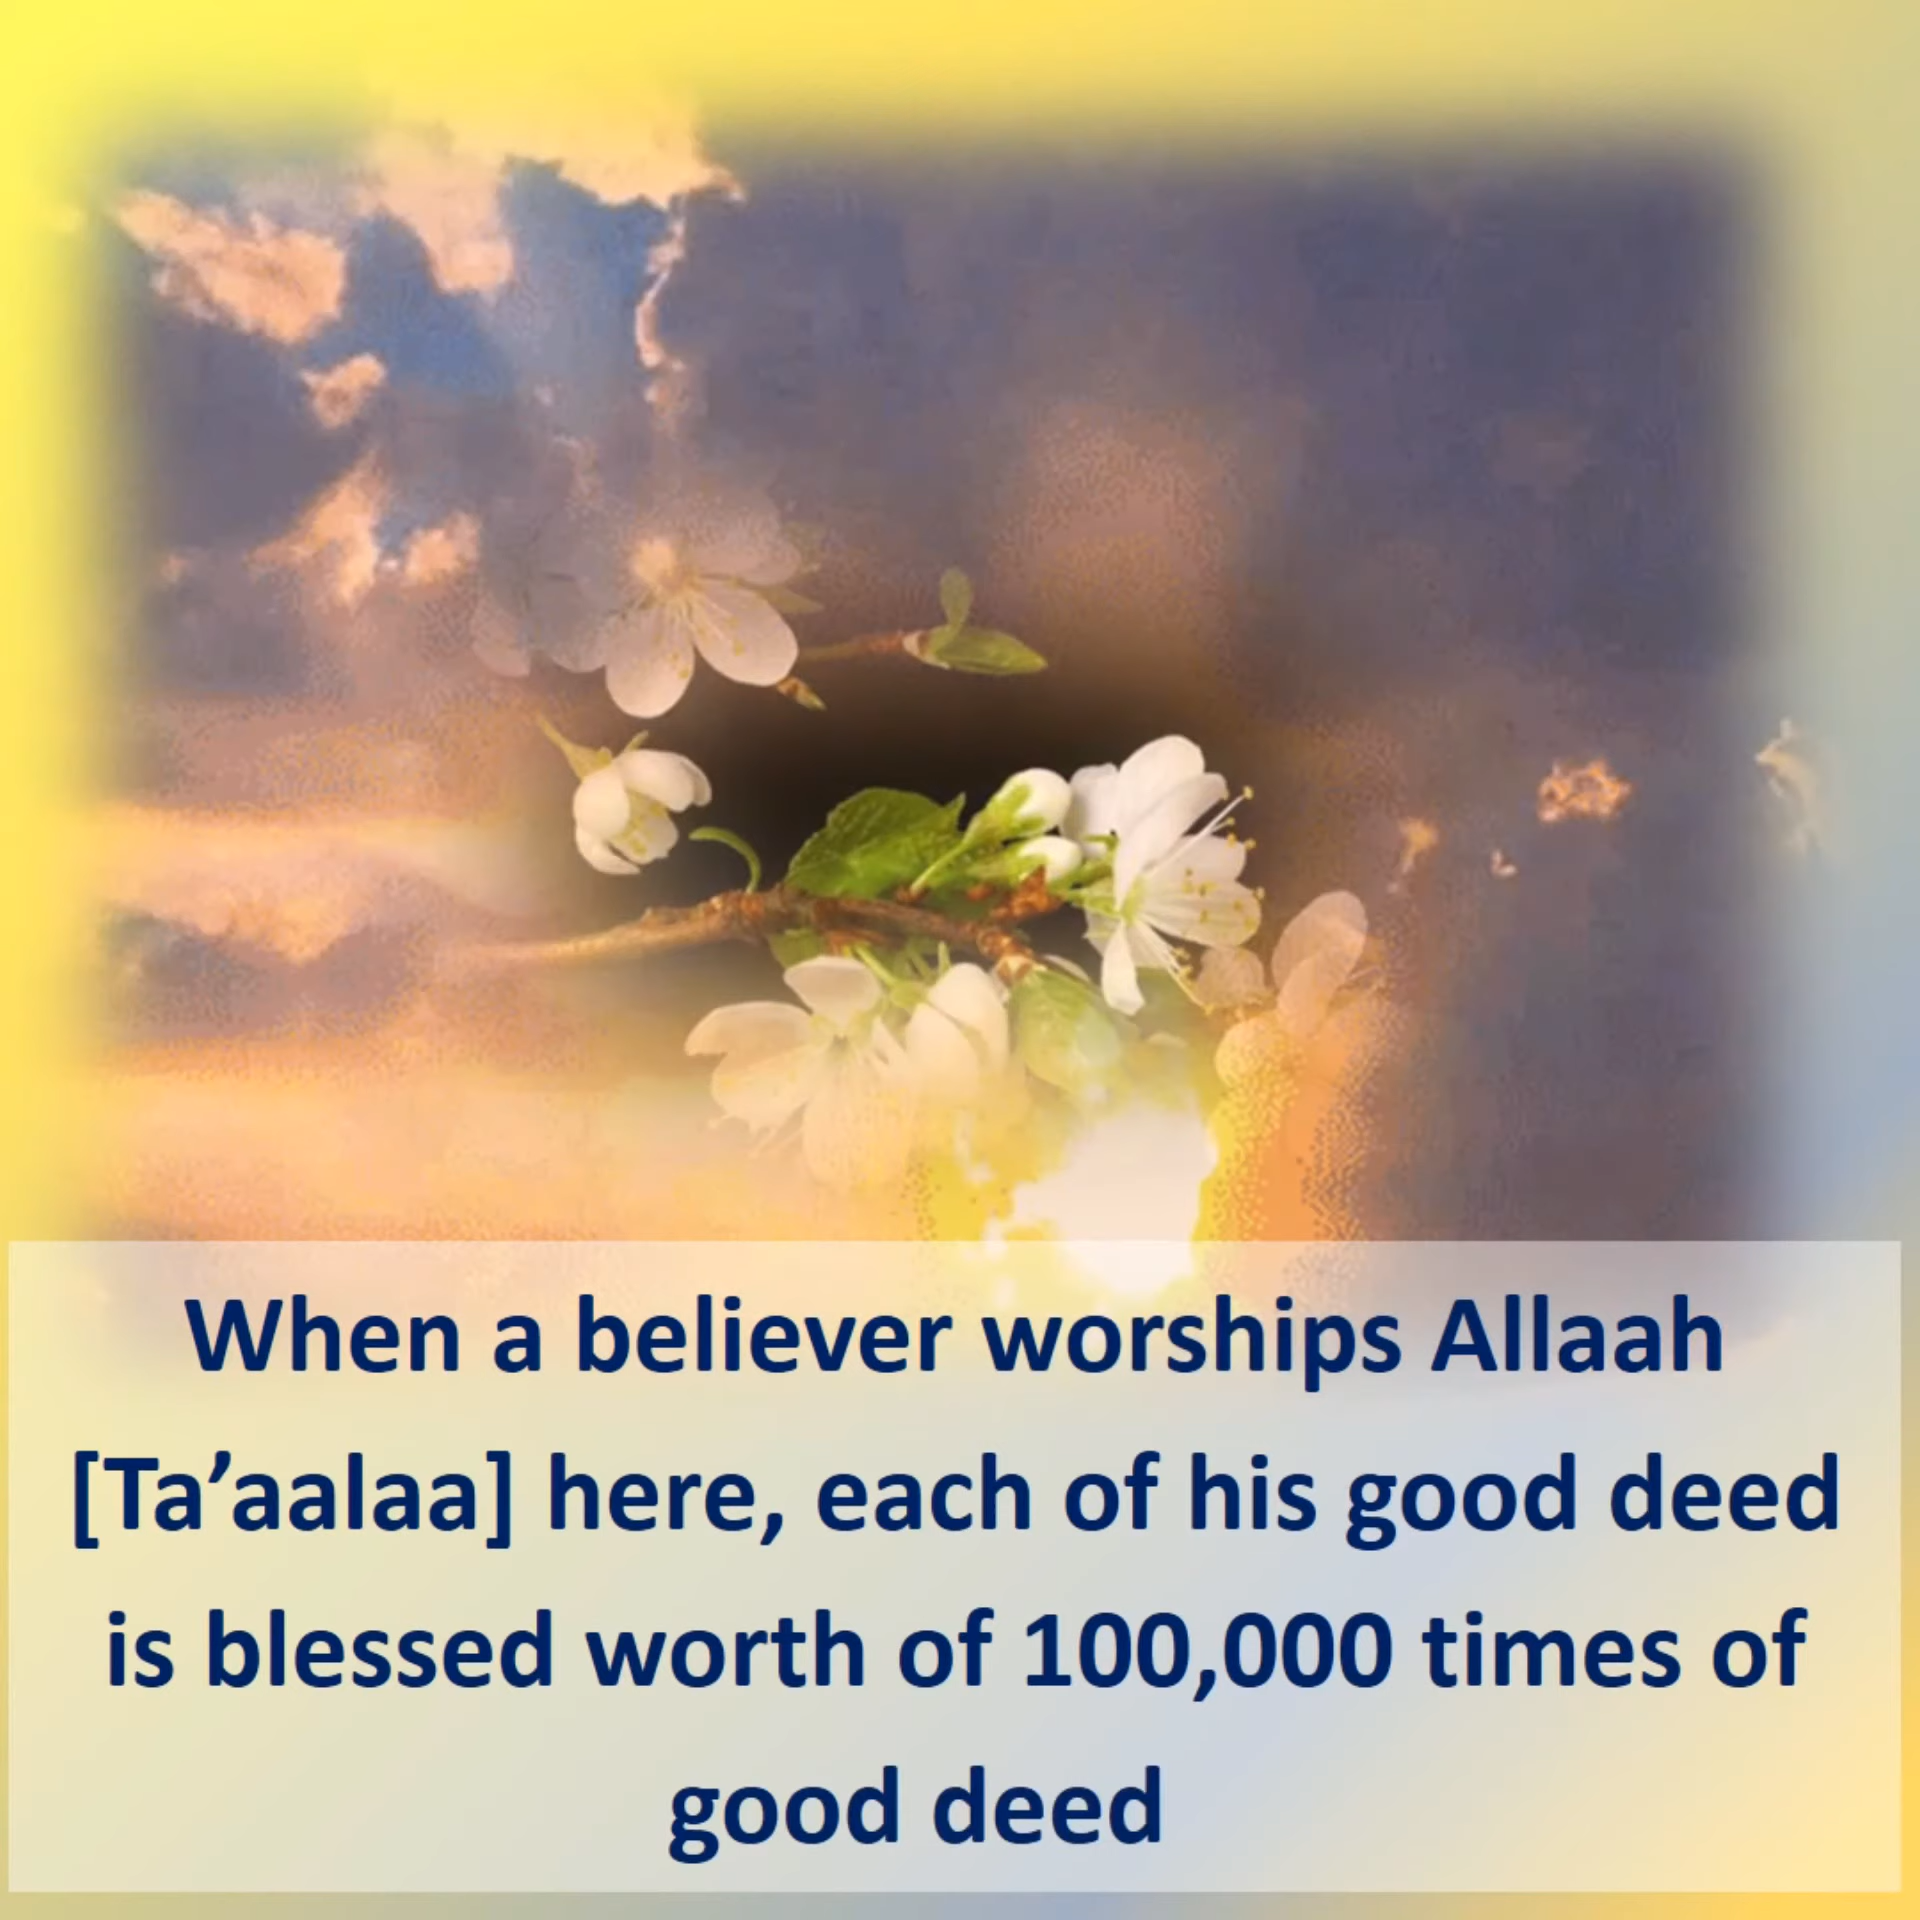 When a believer worships Allaah
[Ta’aalaa] here, each of his good deed
is blessed worth of 100,000 times of
good deed